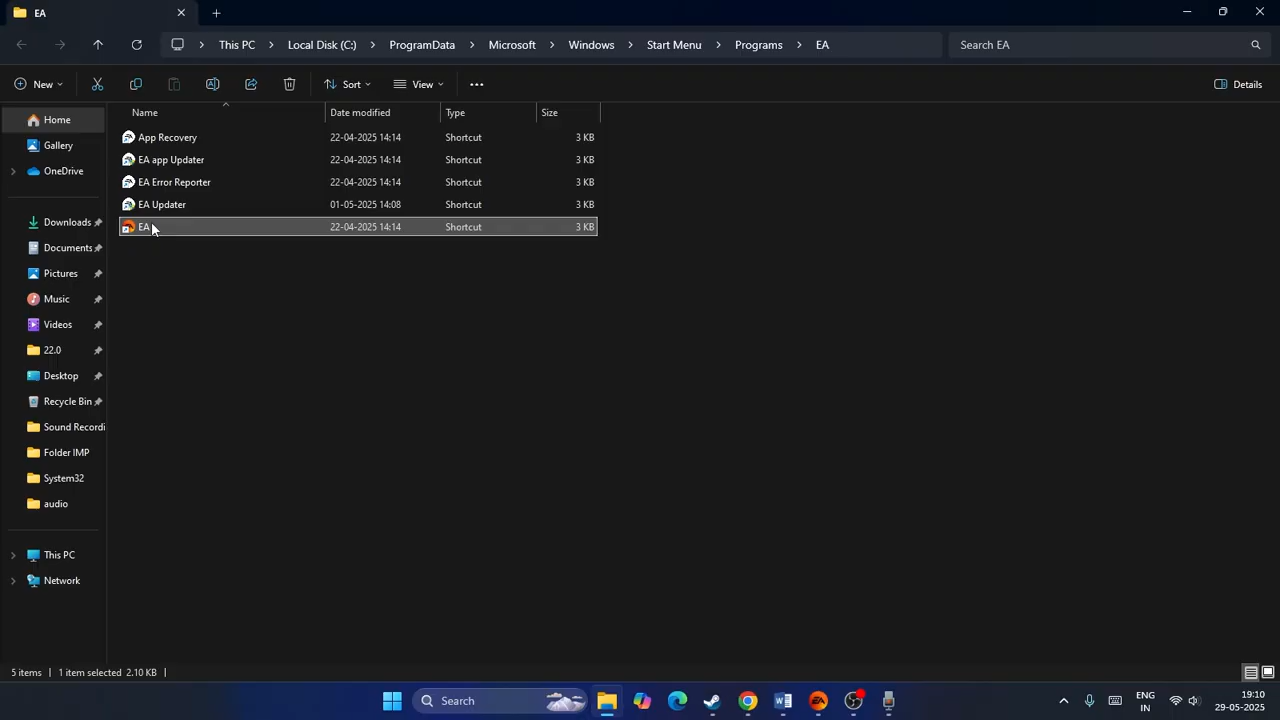 EA
This PC
Local Disk (C:)
ProgramData
Microsoft
Windows
Start Menu
Programs
EA
Search EA
New
Sort
View
Details
Name
Date modified
Type
Size
App Recovery 22-04-2025 14:14 Shortcut 3 KB
EA app Updater 22-04-2025 14:14 Shortcut 3 KB
EA Error Reporter 22-04-2025 14:14 Shortcut 3 KB
EA Updater 01-05-2025 14:08 Shortcut 3 KB
EA 22-04-2025 14:14 Shortcut 3 KB
Home
Gallery
OneDrive
Downloads
Documents
Pictures
Music
Videos
22.0
Desktop
Recycle Bin
Sound Recordi
Folder IMP
System32
audio
This PC
Network
5 items
1 item selected 2.10 KB
Search
ENG
IN
19:10
29-05-2025